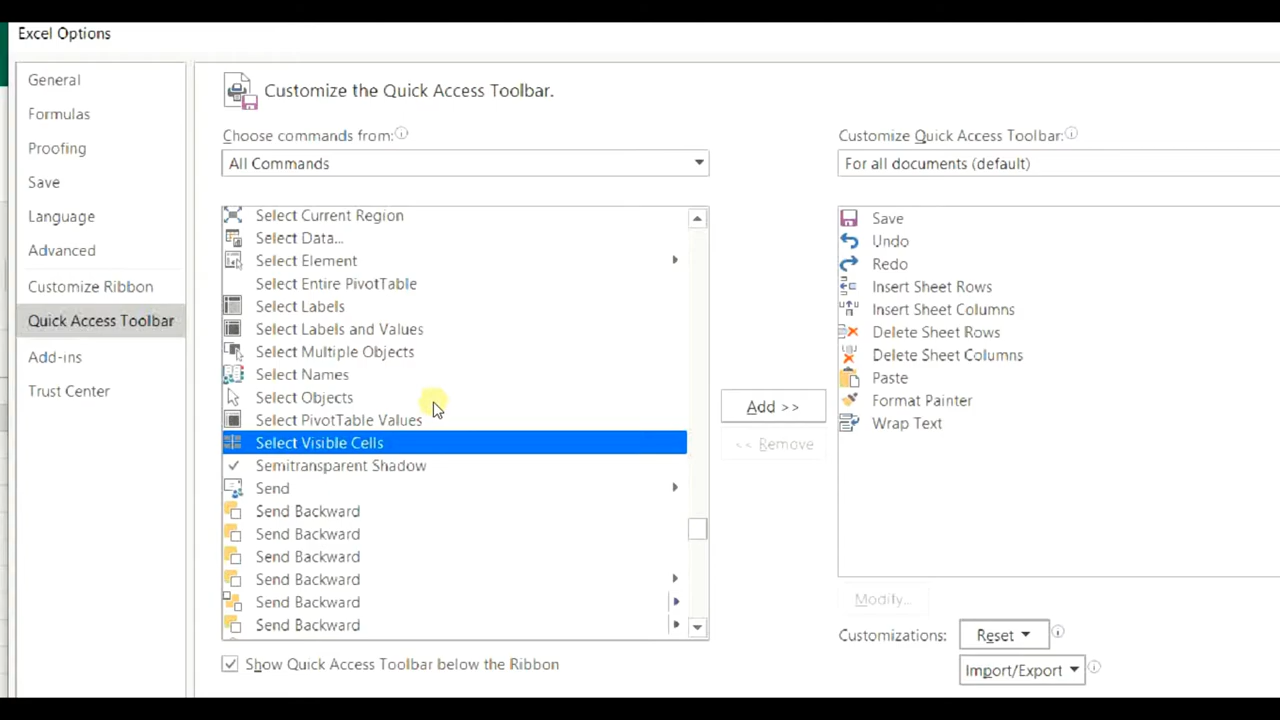 Excel Options
General
Formulas
Proofing
Save
Language
Advanced
Customize Ribbon
Quick Access Toolbar
Add-ins
Trust Center
Customize the Quick Access Toolbar.
Choose commands from:
All Commands
Select Current Region
Select Data...
Select Element
Select Entire PivotTable
Select Labels
Select Labels and Values
Select Multiple Objects
Select Names
Select Objects
Select PivotTable Values
Select Visible Cells
Semitransparent Shadow
Send
Send Backward
Send Backward
Send Backward
Send Backward
Send Backward
Send Backward
Show Quick Access Toolbar below the Ribbon
Add >>
<< Remove
Customize Quick Access Toolbar:
For all documents (default)
Save
Undo
Redo
Insert Sheet Rows
Insert Sheet Columns
Delete Sheet Rows
Delete Sheet Columns
Paste
Format Painter
Wrap Text
Modify...
Customizations:
Reset
Import/Export